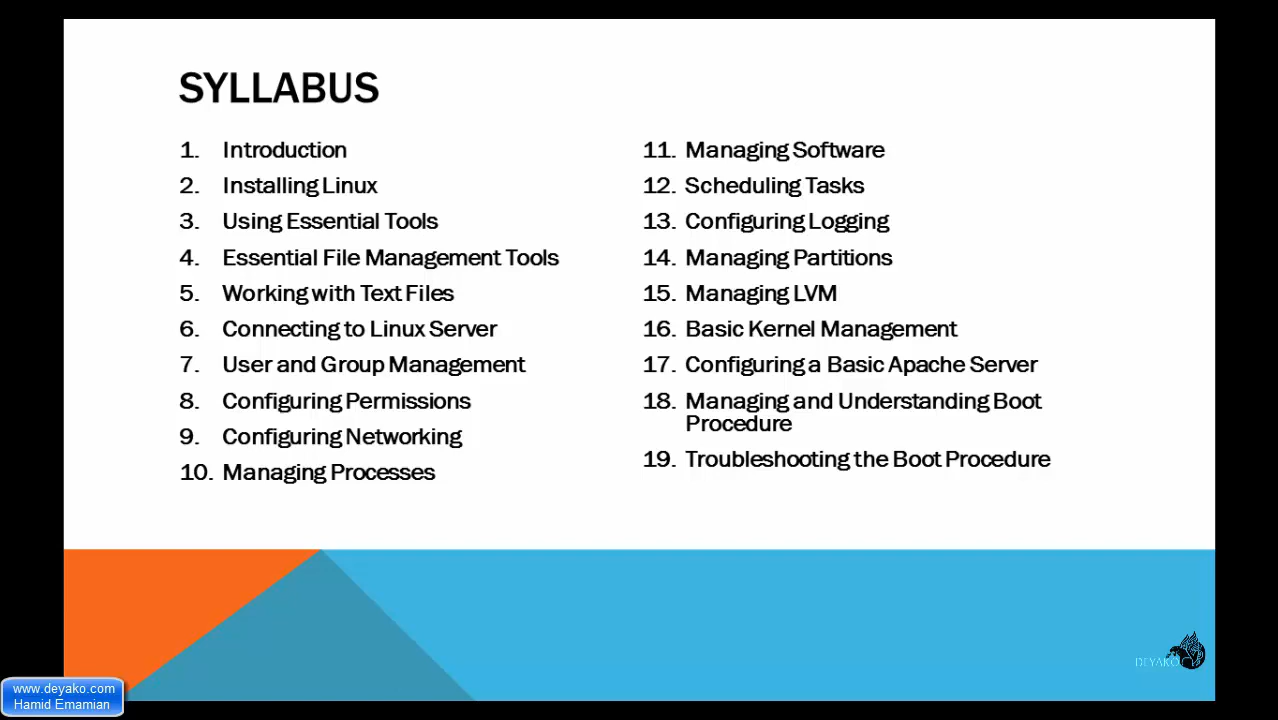 SYLLABUS
1. Introduction
2. Installing Linux
3. Using Essential Tools
4. Essential File Management Tools
5. Working with Text Files
6. Connecting to Linux Server
7. User and Group Management
8. Configuring Permissions
9. Configuring Networking
10. Managing Processes
11. Managing Software
12. Scheduling Tasks
13. Configuring Logging
14. Managing Partitions
15. Managing LVM
16. Basic Kernel Management
17. Configuring a Basic Apache Server
18. Managing and Understanding Boot
Procedure
19. Troubleshooting the Boot Procedure
DEYAKO
www.deyako.com
Hamid Emamian